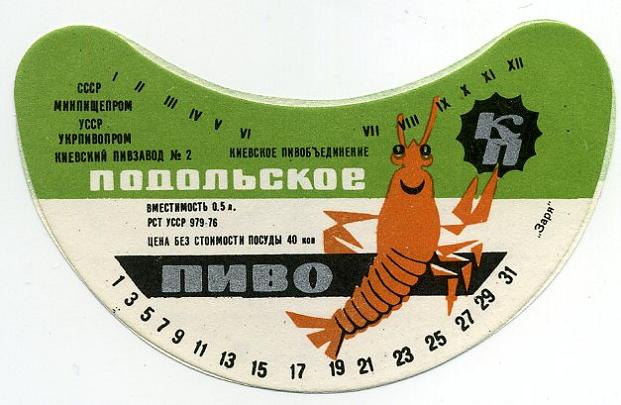 I II III IV V VI VII VIII IX X XI XII
СССР
МИНПИЩЕПРОМ
УССР
УКРПИВОПРОМ
КИЕВСКИЙ ПИВЗАВОД № 2
КИЕВСКОЕ ПИВОБЪЕДИНЕНИЕ
КП
ПОДОЛЬСКОЕ
ВМЕСТИМОСТЬ 0,5 л.
РСТ УССР 979-76
ЦЕНА БЕЗ СТОИМОСТИ ПОСУДЫ 40 коп
„Заря"
ПИВО
1 3 5 7 9 11 13 15 17 19 21 23 25 27 29 31